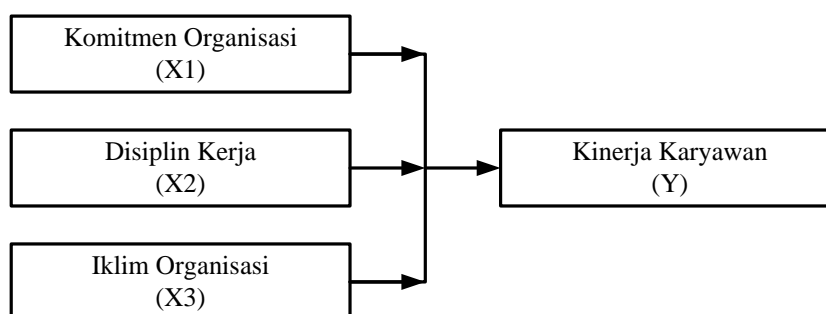 Komitmen Organisasi
(X1)
Disiplin Kerja
(X2)
Kinerja Karyawan
(Y)
Iklim Organisasi
(X3)